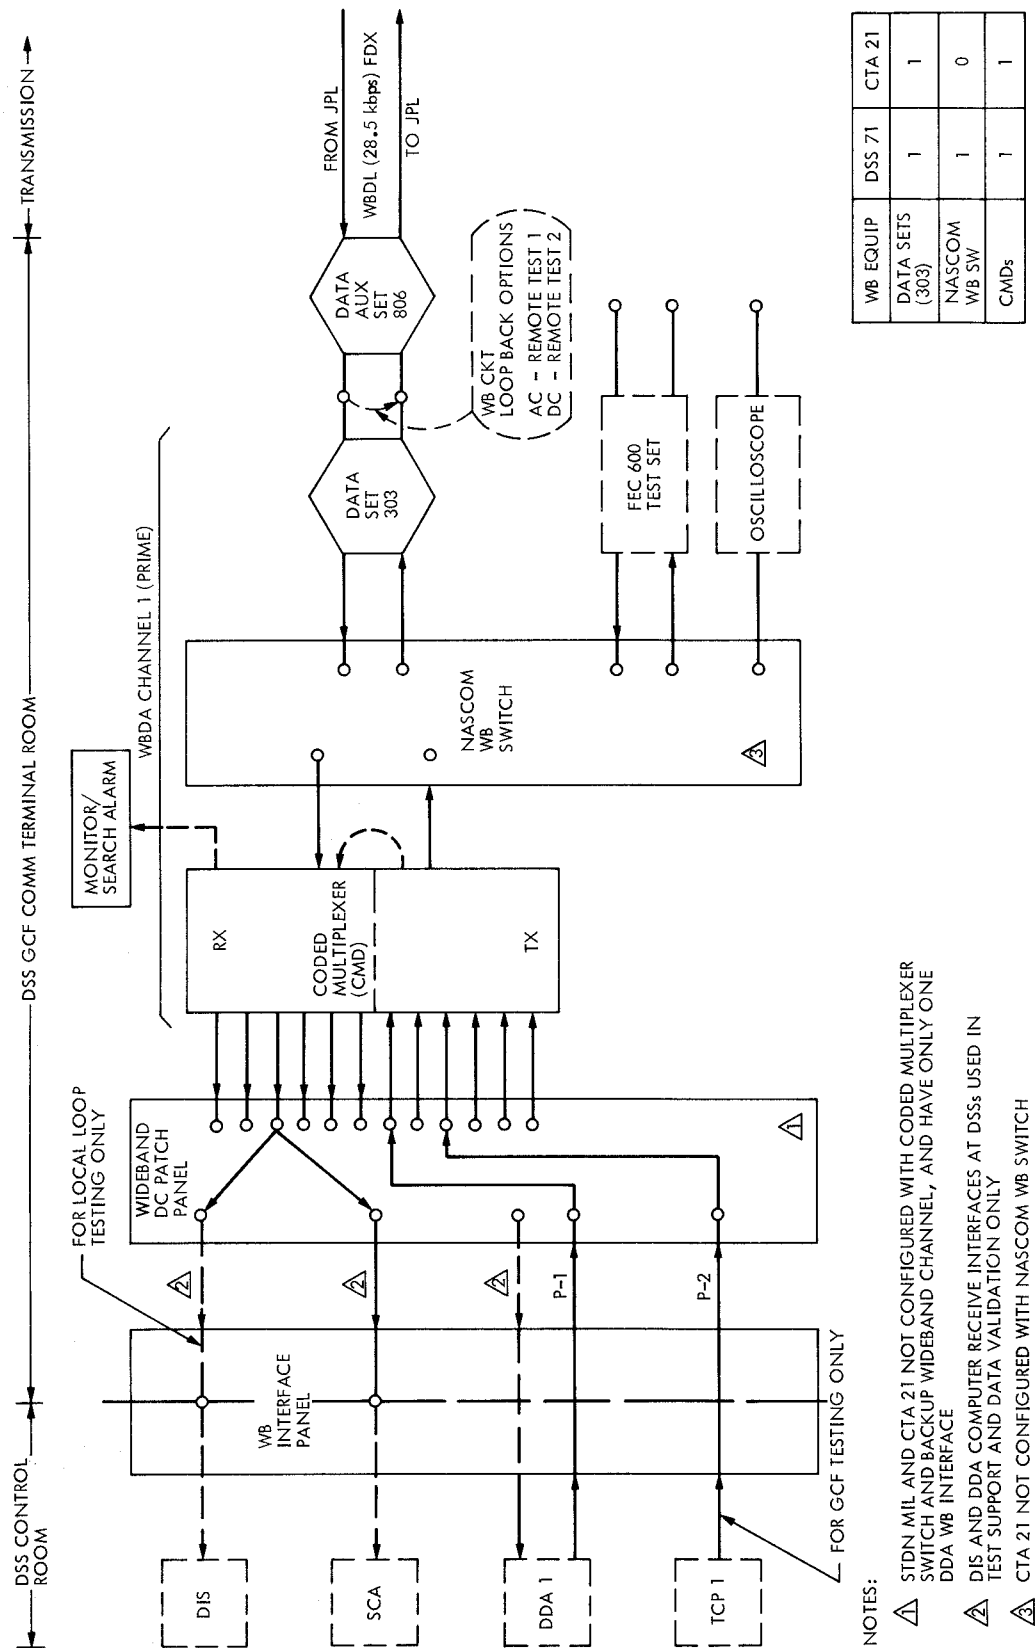 DSS CONTROL
ROOM
DSS GCF COMM TERMINAL ROOM
TRANSMISSION
MONITOR/
SEARCH ALARM
WBDA CHANNEL 1 (PRIME)
FOR LOCAL LOOP
TESTING ONLY
WIDEBAND
DC PATCH
PANEL
RX
CODED
MULTIPLEXER
(CMD)
TX
NASCOM
WB
SWITCH
3
DATA
SET
303
DATA
AUX
SET
806
FROM JPL
WBDL (28.5 kbps) FDX
TO JPL
WB CKT
LOOP BACK OPTIONS
AC - REMOTE TEST 1
DC - REMOTE TEST 2
FEC 600
TEST SET
OSCILLOSCOPE
DIS
SCA
DDA 1
TCP 1
WB
INTERFACE
PANEL
2
2
2
P-1
P-2
1
FOR GCF TESTING ONLY
NOTES:
1 STDN MIL AND CTA 21 NOT CONFIGURED WITH CODED MULTIPLEXER
SWITCH AND BACKUP WIDEBAND CHANNEL, AND HAVE ONLY ONE
DDA WB INTERFACE
2 DIS AND DDA COMPUTER RECEIVE INTERFACES AT DSSs USED IN
TEST SUPPORT AND DATA VALIDATION ONLY
3 CTA 21 NOT CONFIGURED WITH NASCOM WB SWITCH
WB EQUIP DSS 71 CTA 21
DATA SETS
(303) 1 1
NASCOM
WB SW 1 0
CMDs 1 1